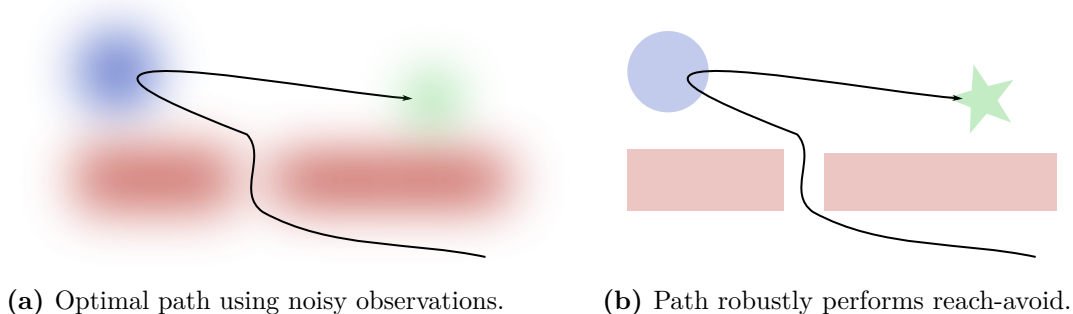 (a) Optimal path using noisy observations.
(b) Path robustly performs reach-avoid.